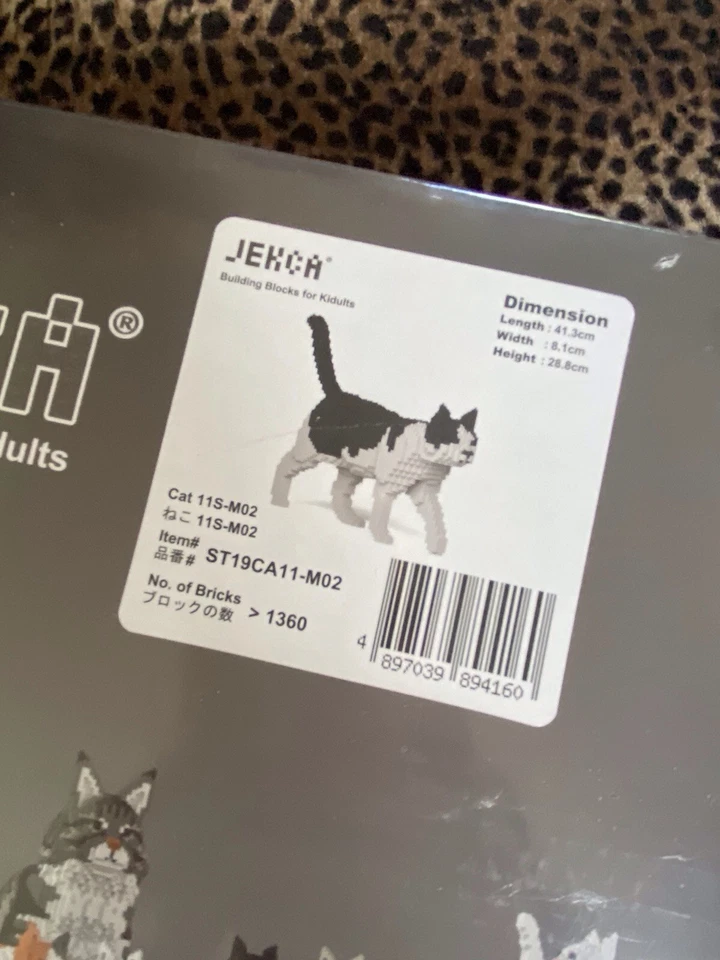 JEKCA®
Building Blocks for Kidults
Dimension
Length : 41.3cm
Width : 8.1cm
Height : 28.8cm
Cat 11S-M02
ねこ 11S-M02
Item#
品番# ST19CA11-M02
No. of Bricks
ブロックの数 > 1360
4 897039 894160
A®
dults